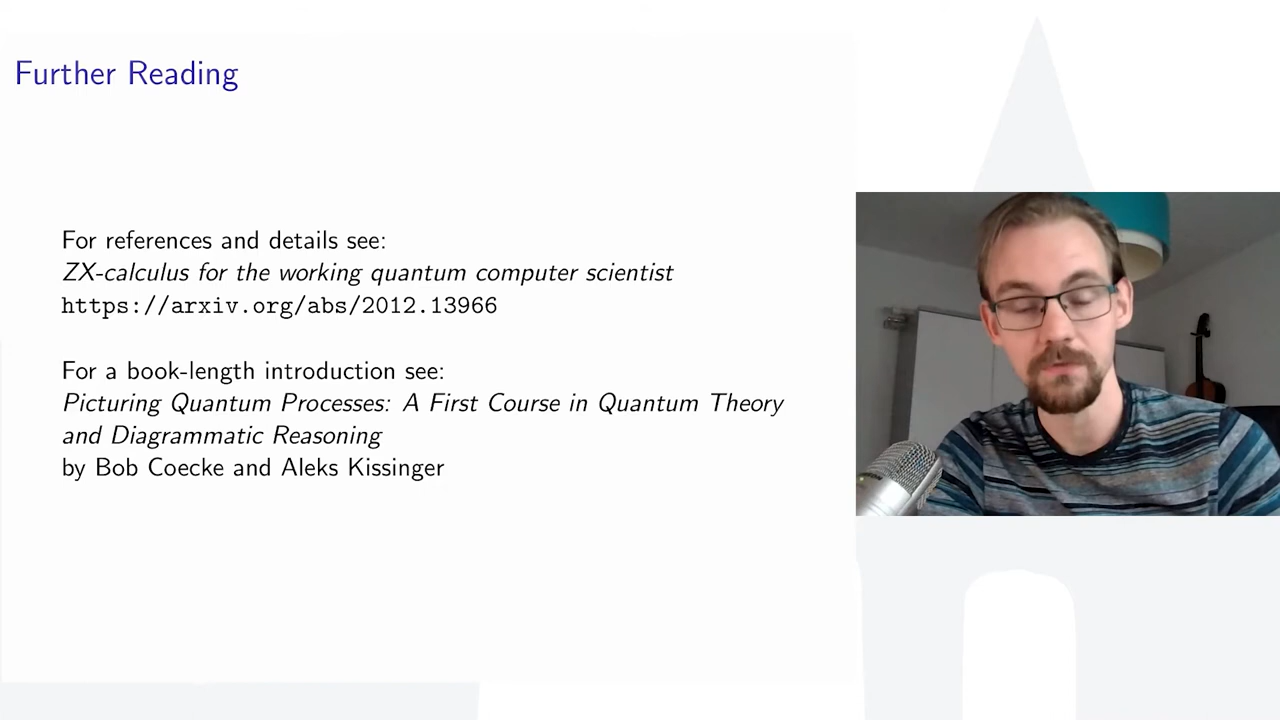 Further Reading
For references and details see:
ZX-calculus for the working quantum computer scientist
https://arxiv.org/abs/2012.13966
For a book-length introduction see:
Picturing Quantum Processes: A First Course in Quantum Theory
and Diagrammatic Reasoning
by Bob Coecke and Aleks Kissinger